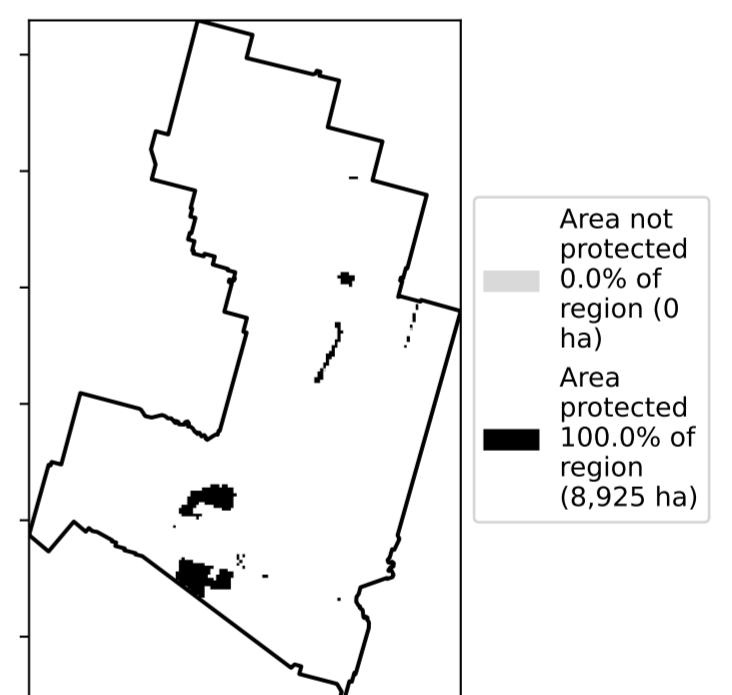 Area not
protected
0.0% of
region (0
ha)
Area
protected
100.0% of
region
(8,925 ha)